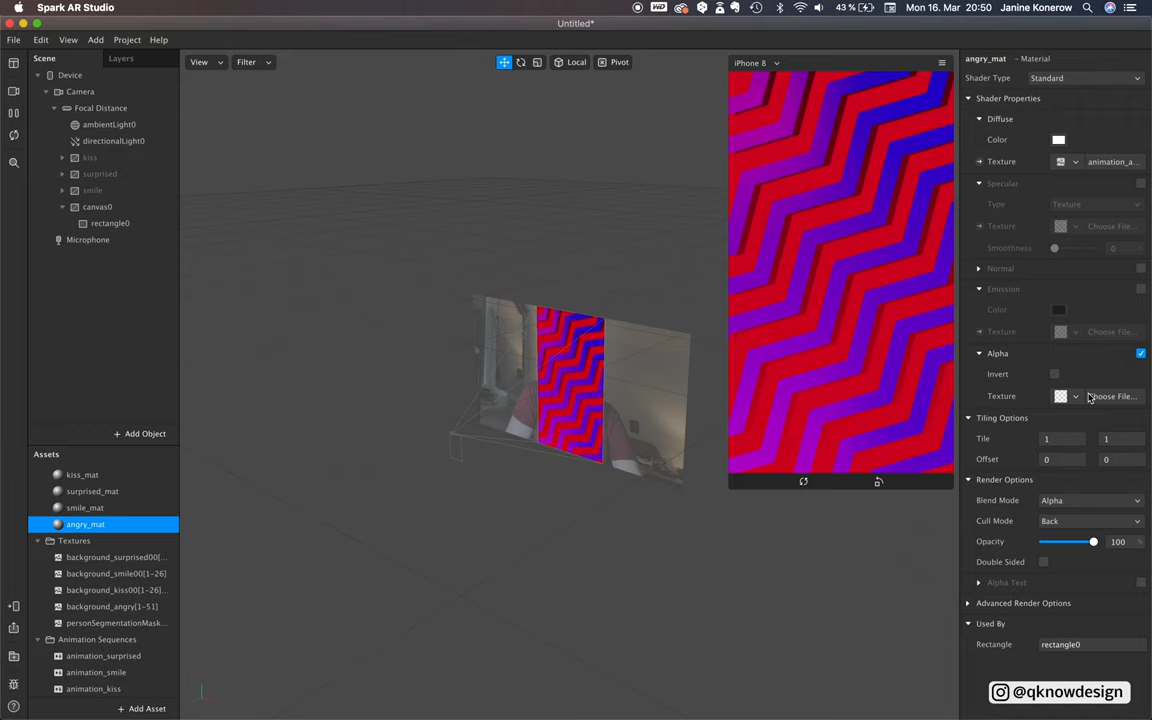 Spark AR Studio
WD
43 %
Mon 16. Mar 20:50 Janine Konerow
Untitled*
File Edit View Add Project Help
Scene Layers
Device
Camera
Focal Distance
ambientLight0
directionalLight0
kiss
surprised
smile
canvas0
rectangle0
Microphone
+ Add Object
Assets
kiss_mat
surprised_mat
smile_mat
angry_mat
Textures
background_surprised00[...
background_smile00[1-26]
background_kiss00[1-26]...
background_angry[1-51]
personSegmentationMask...
Animation Sequences
animation_surprised
animation_smile
animation_kiss
+ Add Asset
View Filter Local Pivot
iPhone 8
angry_mat - Material
Shader Type Standard
Shader Properties
Diffuse
Color
Texture animation_a...
Specular
Type Texture
Texture Choose File...
Smoothness 0
Normal
Emission
Color
Texture Choose File...
Alpha
Invert
Texture Choose File...
Tiling Options
Tile 1 1
Offset 0 0
Render Options
Blend Mode Alpha
Cull Mode Back
Opacity 100 %
Double Sided
Alpha Test
Advanced Render Options
Used By
Rectangle rectangle0
@qknowdesign